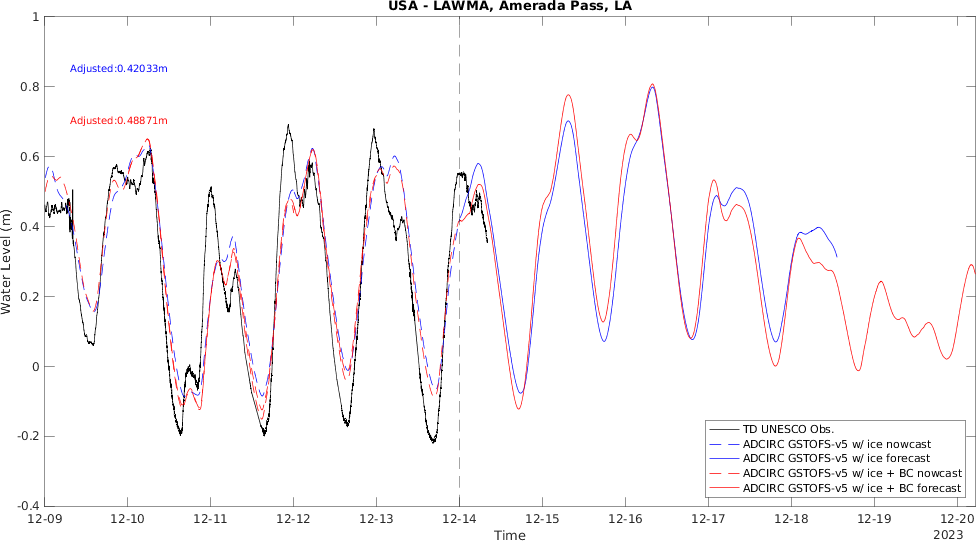 USA - LAWMA, Amerada Pass, LA
1
0.8
0.6
0.4
0.2
0
-0.2
-0.4
Water Level (m)
Adjusted:0.42033m
Adjusted:0.48871m
TD UNESCO Obs.
ADCIRC GSTOFS-v5 w/ ice nowcast
ADCIRC GSTOFS-v5 w/ ice forecast
ADCIRC GSTOFS-v5 w/ ice + BC nowcast
ADCIRC GSTOFS-v5 w/ ice + BC forecast
12-09 12-10 12-11 12-12 12-13 12-14 12-15 12-16 12-17 12-18 12-19 12-20
Time 2023